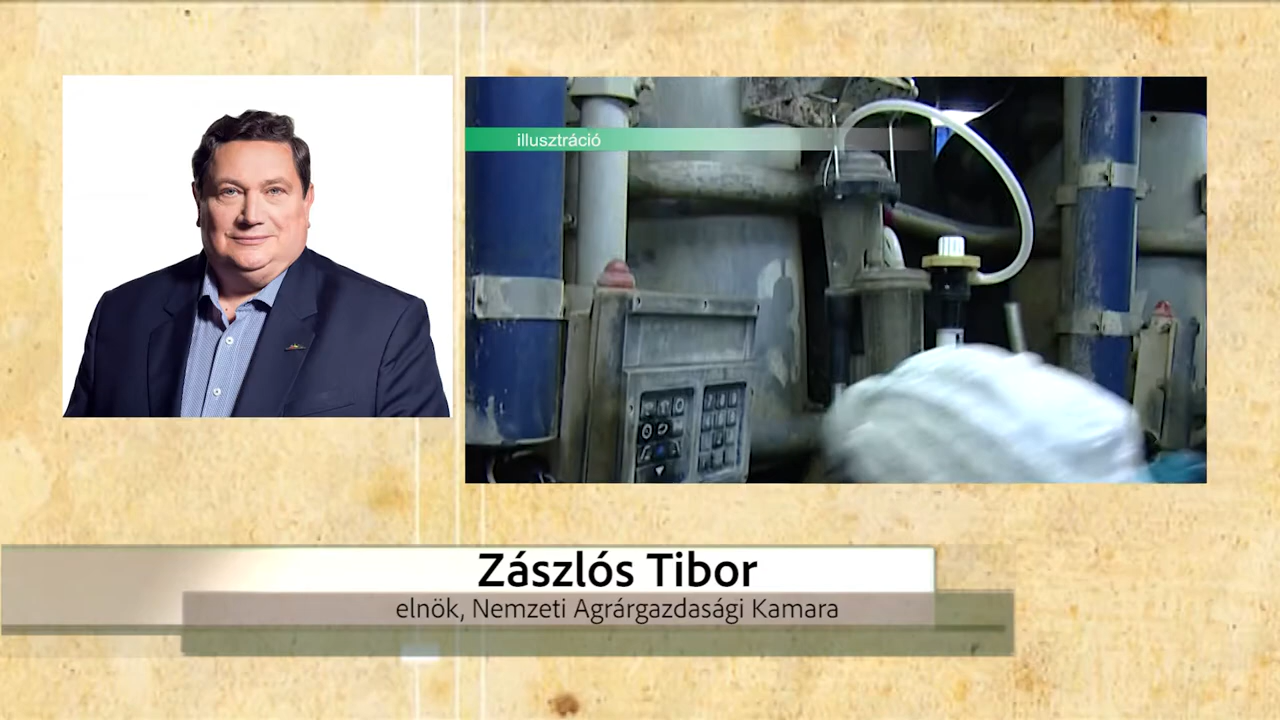 illusztráció
Zászlós Tibor
elnök, Nemzeti Agrárgazdasági Kamara